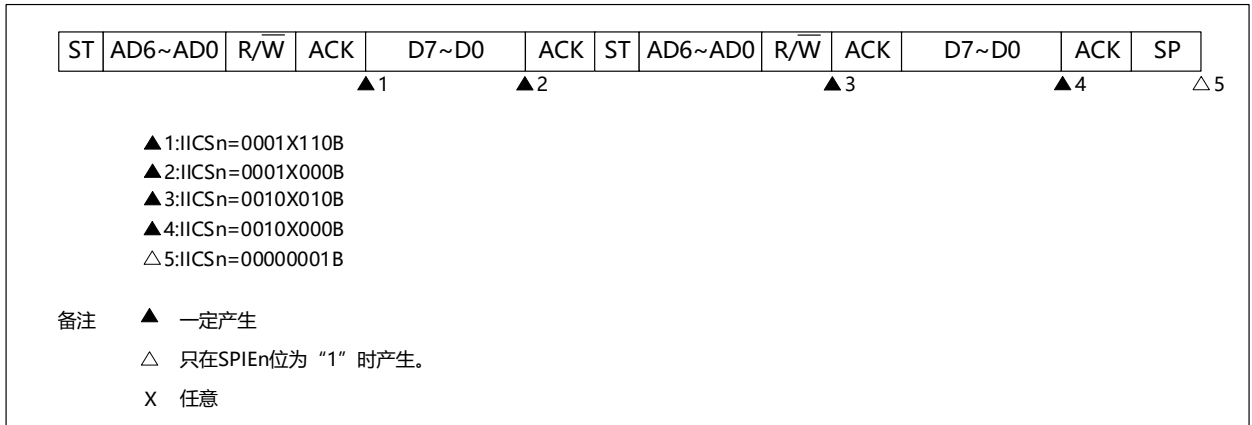 ST AD6~AD0 R/W̅ ACK D7~D0 ACK ST AD6~AD0 R/W̅ ACK D7~D0 ACK SP
▲1 ▲2 ▲3 ▲4 △5
▲1:IICSn=0001X110B
▲2:IICSn=0001X000B
▲3:IICSn=0010X010B
▲4:IICSn=0010X000B
△5:IICSn=00000001B
备注 ▲ 一定产生
△ 只在SPIEn位为“1”时产生。
X 任意